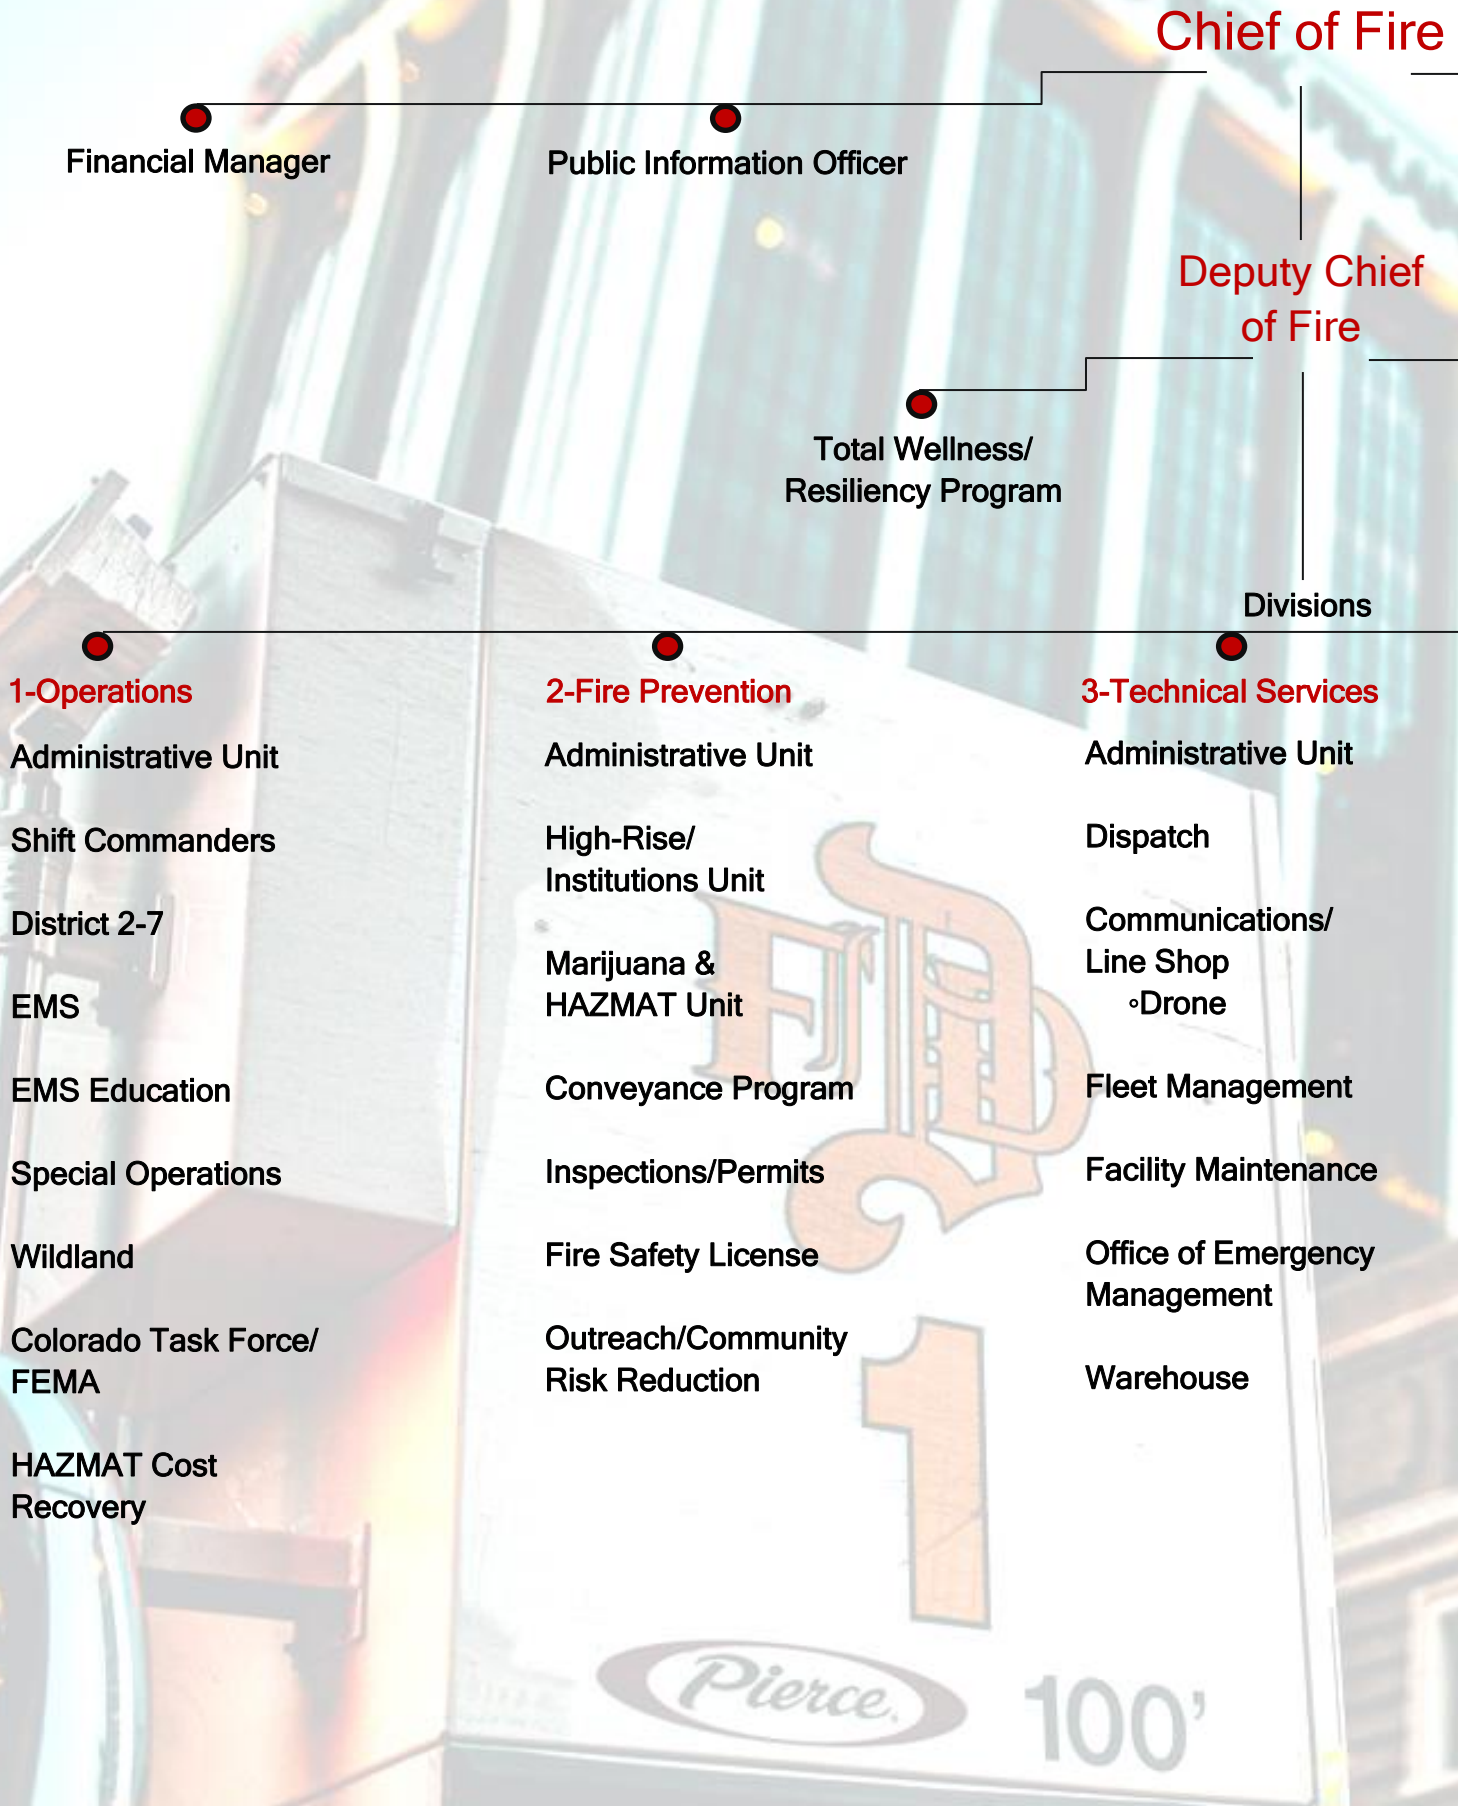 Chief of Fire
Financial Manager
Public Information Officer
Deputy Chief
of Fire
Total Wellness/
Resiliency Program
Divisions
1-Operations
Administrative Unit
Shift Commanders
District 2-7
EMS
EMS Education
Special Operations
Wildland
Colorado Task Force/
FEMA
HAZMAT Cost
Recovery
2-Fire Prevention
Administrative Unit
High-Rise/
Institutions Unit
Marijuana &
HAZMAT Unit
Conveyance Program
Inspections/Permits
Fire Safety License
Outreach/Community
Risk Reduction
3-Technical Services
Administrative Unit
Dispatch
Communications/
Line Shop
◦Drone
Fleet Management
Facility Maintenance
Office of Emergency
Management
Warehouse
FDD
1
Pierce
100’